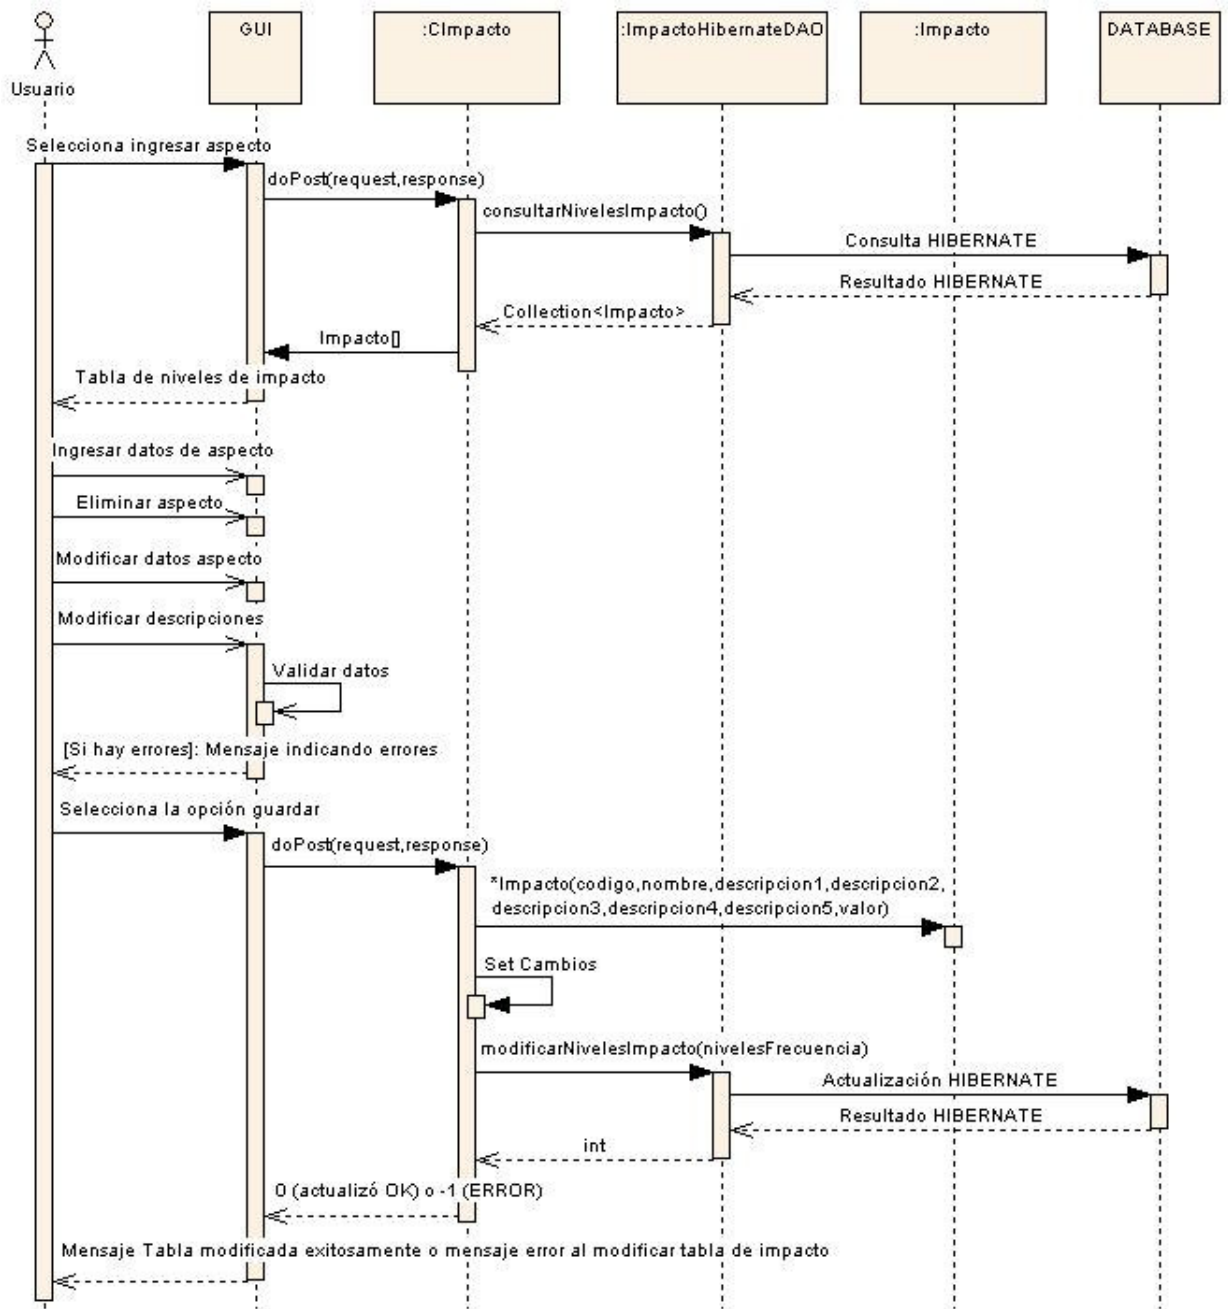 GUI
:CImpacto
:ImpactoHibernateDAO
:Impacto
DATABASE
Usuario
Selecciona ingresar aspecto
doPost(request,response)
consultarNivelesImpacto()
Consulta HIBERNATE
Resultado HIBERNATE
Collection<Impacto>
Impacto[]
Tabla de niveles de impacto
Ingresar datos de aspecto
Eliminar aspecto
Modificar datos aspecto
Modificar descripciones
Validar datos
[Si hay errores]: Mensaje indicando errores
Selecciona la opción guardar
doPost(request,response)
*Impacto(codigo,nombre,descripcion1,descripcion2,
descripcion3,descripcion4,descripcion5,valor)
Set Cambios
modificarNivelesImpacto(nivelesFrecuencia)
Actualización HIBERNATE
Resultado HIBERNATE
int
0 (actualizó OK) o -1 (ERROR)
Mensaje Tabla modificada exitosamente o mensaje error al modificar tabla de impacto